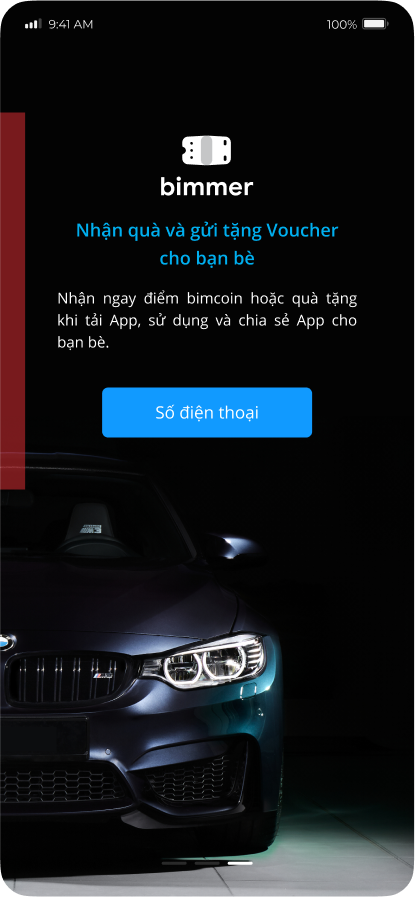 9:41 AM 100%
bimmer
Nhận quà và gửi tặng Voucher
cho bạn bè
Nhận ngay điểm bimcoin hoặc quà tặng
khi tải App, sử dụng và chia sẻ App cho
bạn bè.
Số điện thoại